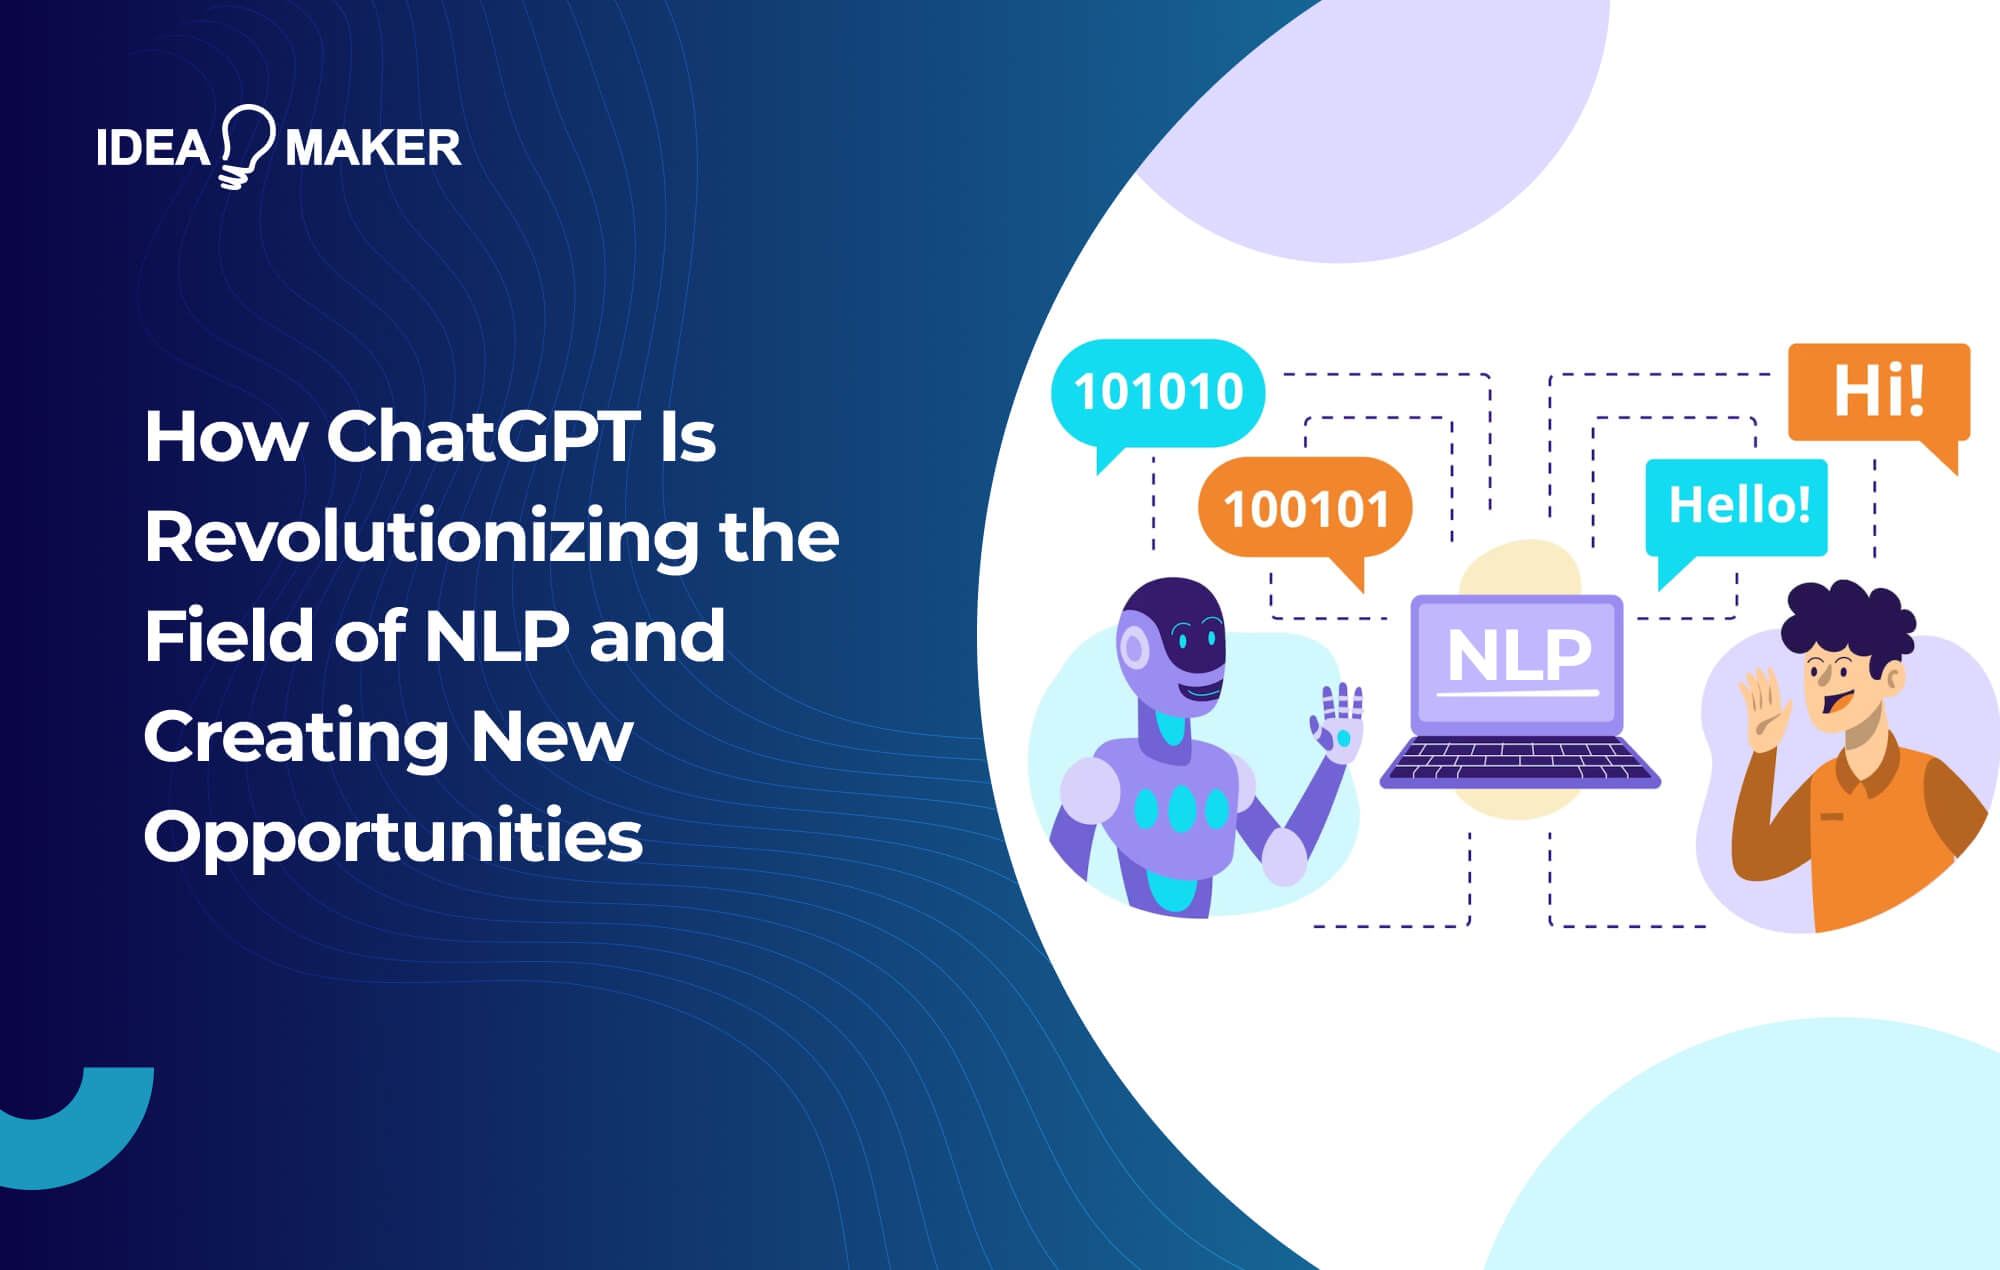 IDEA MAKER
How ChatGPT Is
Revolutionizing the
Field of NLP and
Creating New
Opportunities
101010
100101
Hi!
Hello!
NLP